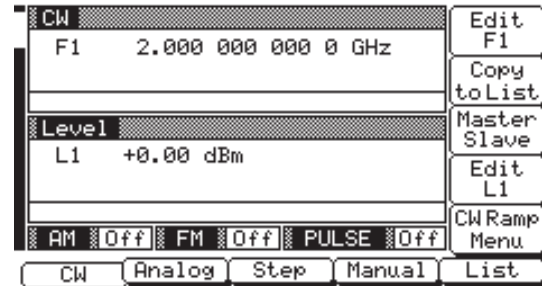 CW
F1 2.000 000 000 0 GHz
Level
L1 +0.00 dBm
AM Off FM Off PULSE Off
CW Analog Step Manual List
Edit
F1
Copy
to List
Master
Slave
Edit
L1
CW Ramp
Menu